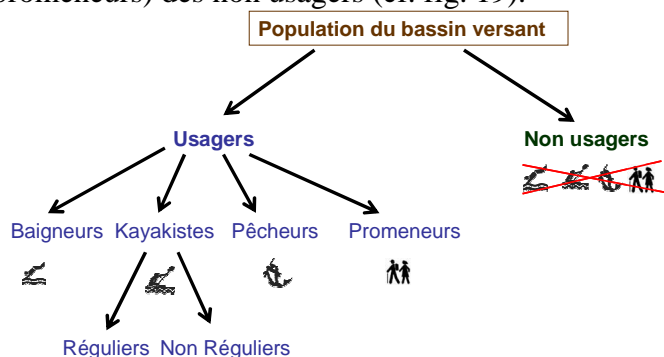 promeneurs) des non usagers (cf. fig. 19).
Population du bassin versant
Usagers
Non usagers
Baigneurs Kayakistes Pêcheurs Promeneurs
Réguliers Non Réguliers